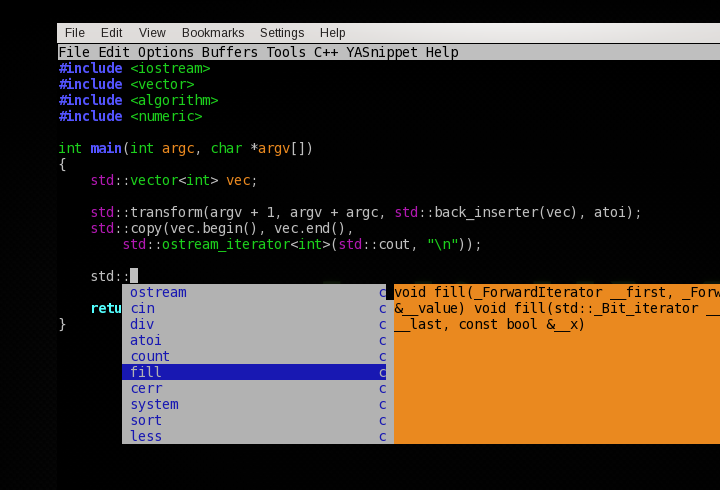 File Edit View Bookmarks Settings Help
File Edit Options Buffers Tools C++ YASnippet Help
#include <iostream>
#include <vector>
#include <algorithm>
#include <numeric>
int main(int argc, char *argv[])
{
std::vector<int> vec;
std::transform(argv + 1, argv + argc, std::back_inserter(vec), atoi);
std::copy(vec.begin(), vec.end(),
std::ostream_iterator<int>(std::cout, "\n"));
std::
ostream c void fill(_ForwardIterator __first, _Forw
retu cin c &__value) void fill(std::_Bit_iterator __
} div c __last, const bool &__x)
atoi c
count c
fill c
cerr c
system c
sort c
less c